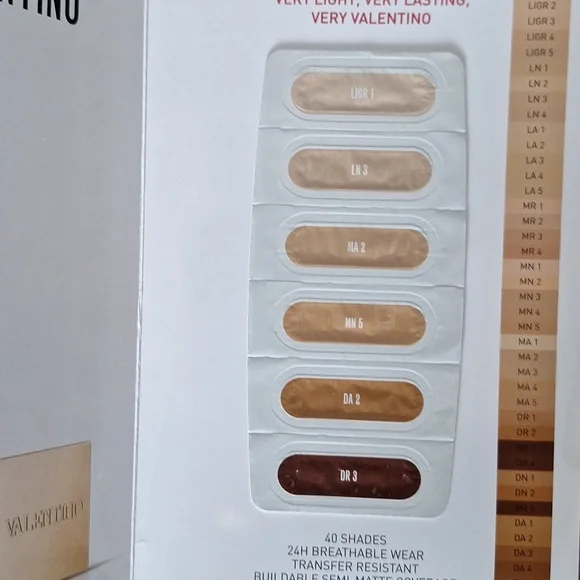 VERY LIGHT, VERY LASTING,
VERY VALENTINO
LIGR 1
LN 3
MA 2
MN 5
DA 2
DR 3
40 SHADES
24H BREATHABLE WEAR
TRANSFER RESISTANT
VALENTINO
LIGR 2
LIGR 3
LIGR 4
LIGR 5
LN 1
LN 2
LN 3
LN 4
LA 1
LA 2
LA 3
LA 4
LA 5
MR 1
MR 2
MR 3
MR 4
MN 1
MN 2
MN 3
MN 4
MN 5
MA 1
MA 2
MA 3
MA 4
MA 5
DR 1
DR 2
DN 1
DN 2
DA 1
DA 2
DA 3
DA 4